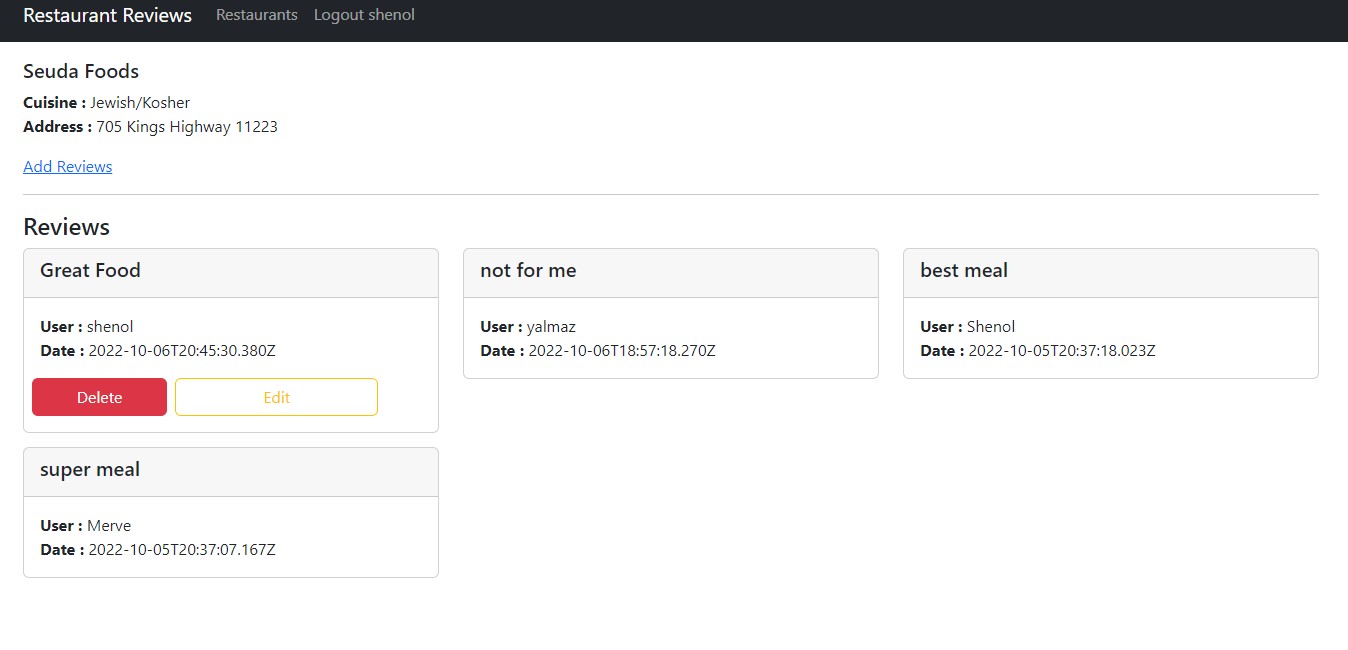 Restaurant Reviews Restaurants Logout shenol
Seuda Foods
Cuisine : Jewish/Kosher
Address : 705 Kings Highway 11223
Add Reviews
Reviews
Great Food
User : shenol
Date : 2022-10-06T20:45:30.380Z
Delete Edit
not for me
User : yalmaz
Date : 2022-10-06T18:57:18.270Z
best meal
User : Shenol
Date : 2022-10-05T20:37:18.023Z
super meal
User : Merve
Date : 2022-10-05T20:37:07.167Z